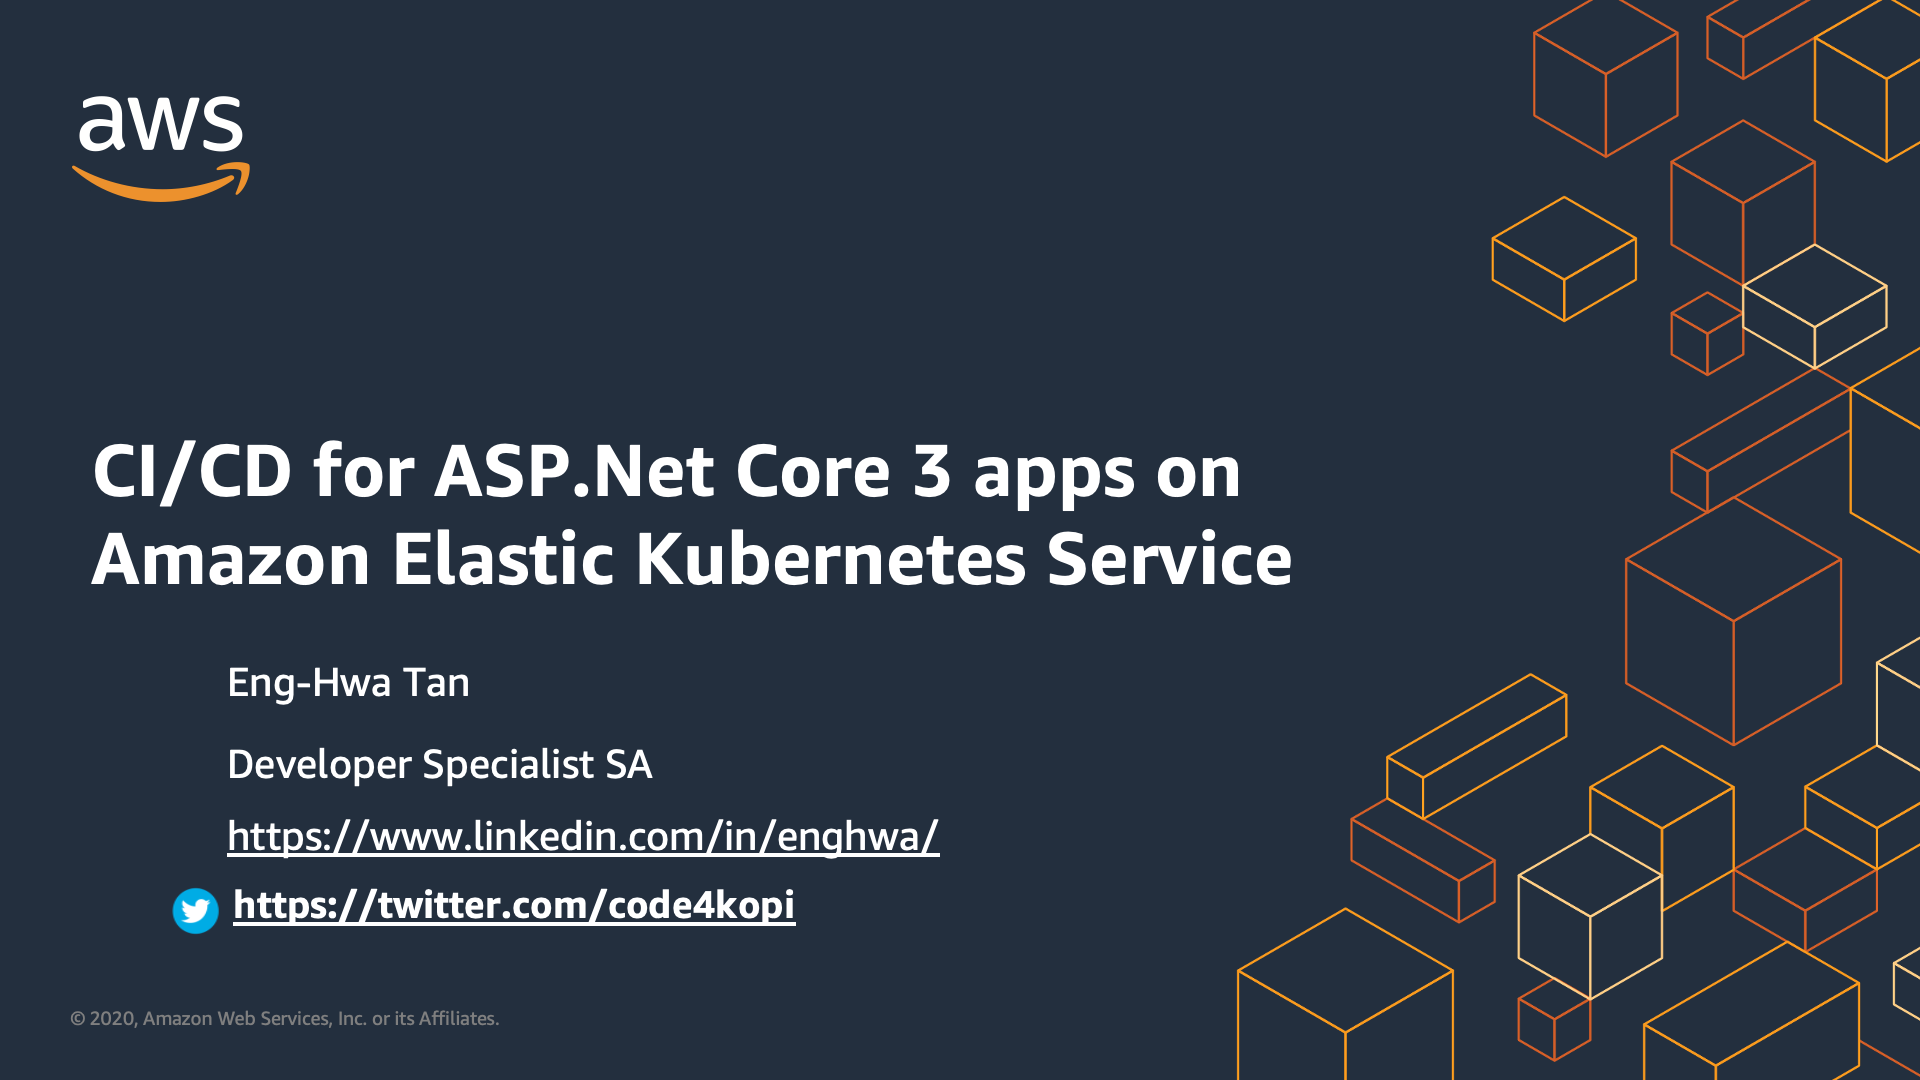 aws
CI/CD for ASP.Net Core 3 apps on
Amazon Elastic Kubernetes Service
Eng-Hwa Tan
Developer Specialist SA
https://www.linkedin.com/in/enghwa/
https://twitter.com/code4kopi
© 2020, Amazon Web Services, Inc. or its Affiliates.